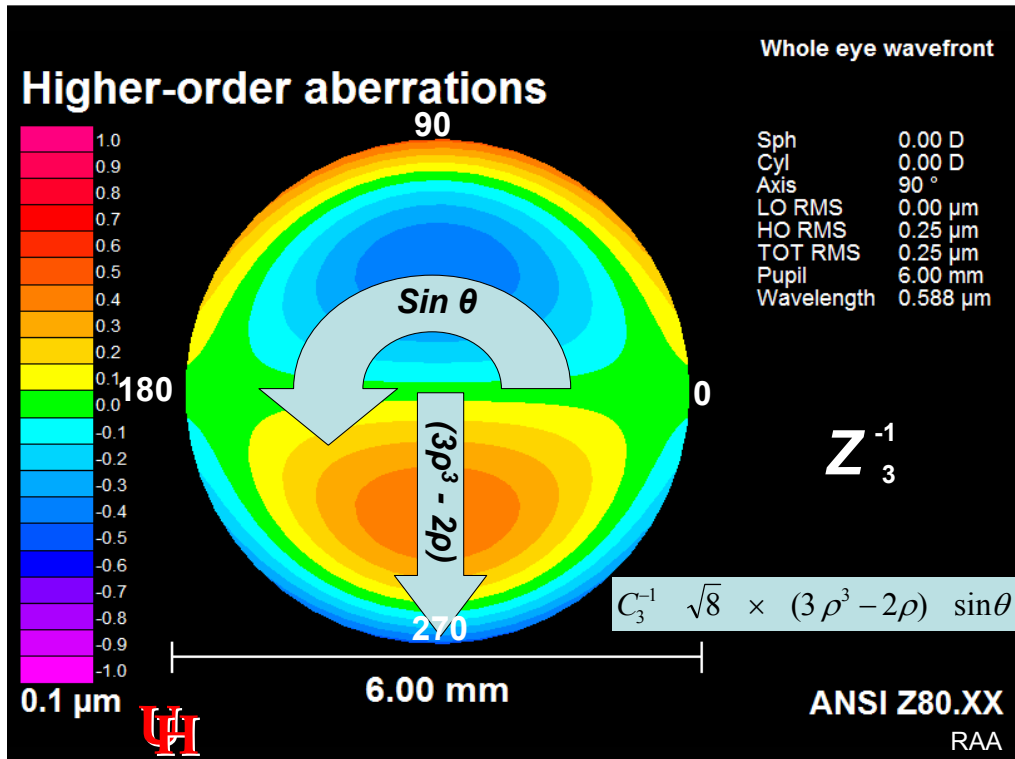 Whole eye wavefront
Higher-order aberrations
Sph 0.00 D
Cyl 0.00 D
Axis 90 °
LO RMS 0.00 µm
HO RMS 0.25 µm
TOT RMS 0.25 µm
Pupil 6.00 mm
Wavelength 0.588 µm
1.0
0.9
0.8
0.7
0.6
0.5
0.4
0.3
0.2
0.1
0.0
-0.1
-0.2
-0.3
-0.4
-0.5
-0.6
-0.7
-0.8
-0.9
-1.0
0.1 µm
90
180
0
270
Sin θ
(3ρ³ - 2ρ)
Z₃⁻¹
C₃⁻¹ √8 × (3ρ³ − 2ρ) sinθ
6.00 mm
UH
ANSI Z80.XX
RAA